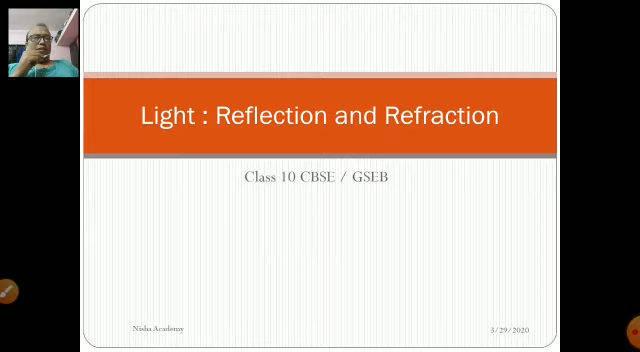 Light : Reflection and Refraction
Class 10 CBSE / GSEB
Nisha Academy
3/29/2020